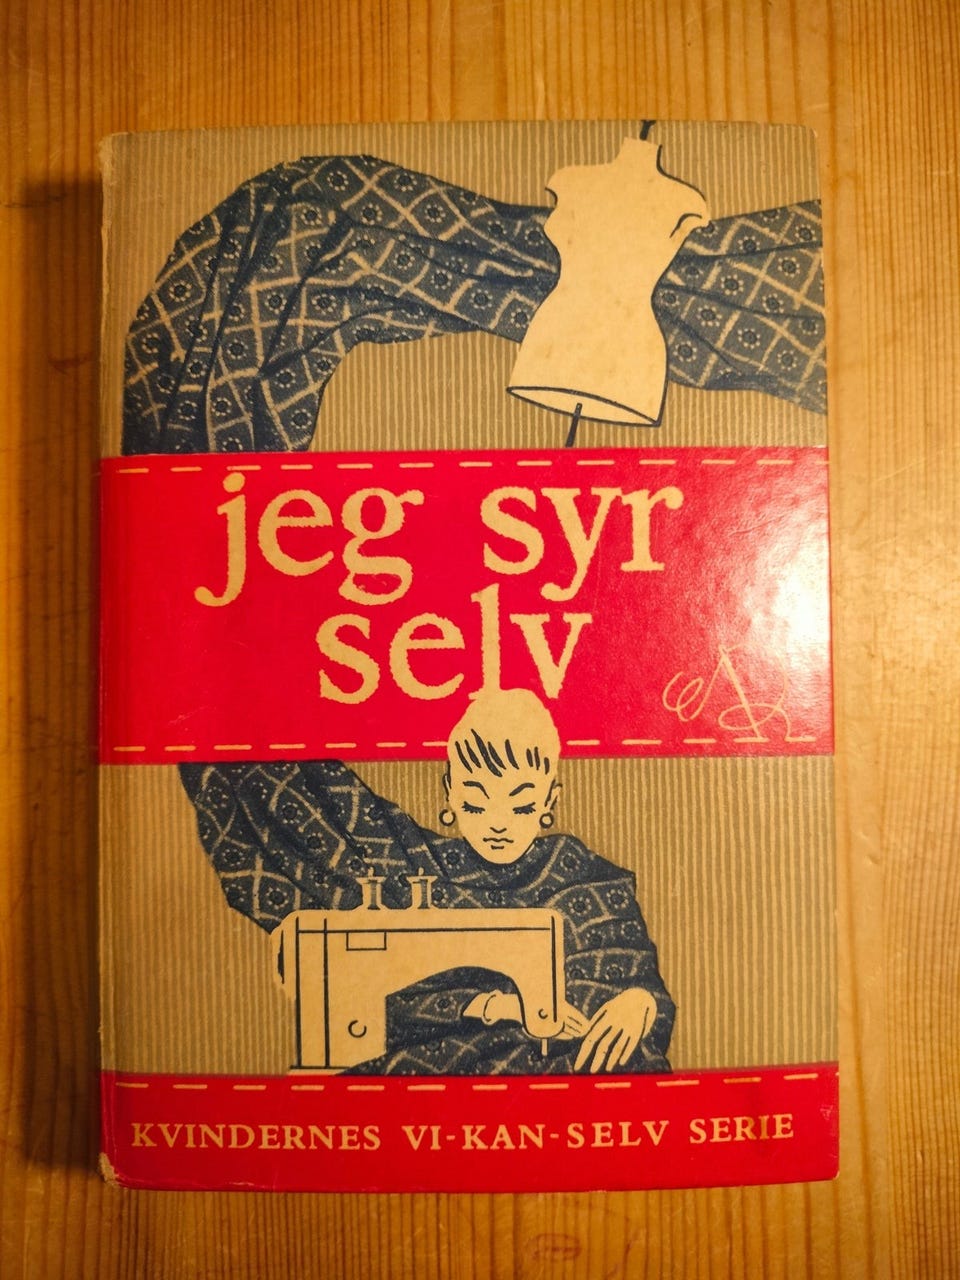 jeg syr
selv
KVINDERNES VI-KAN-SELV SERIE